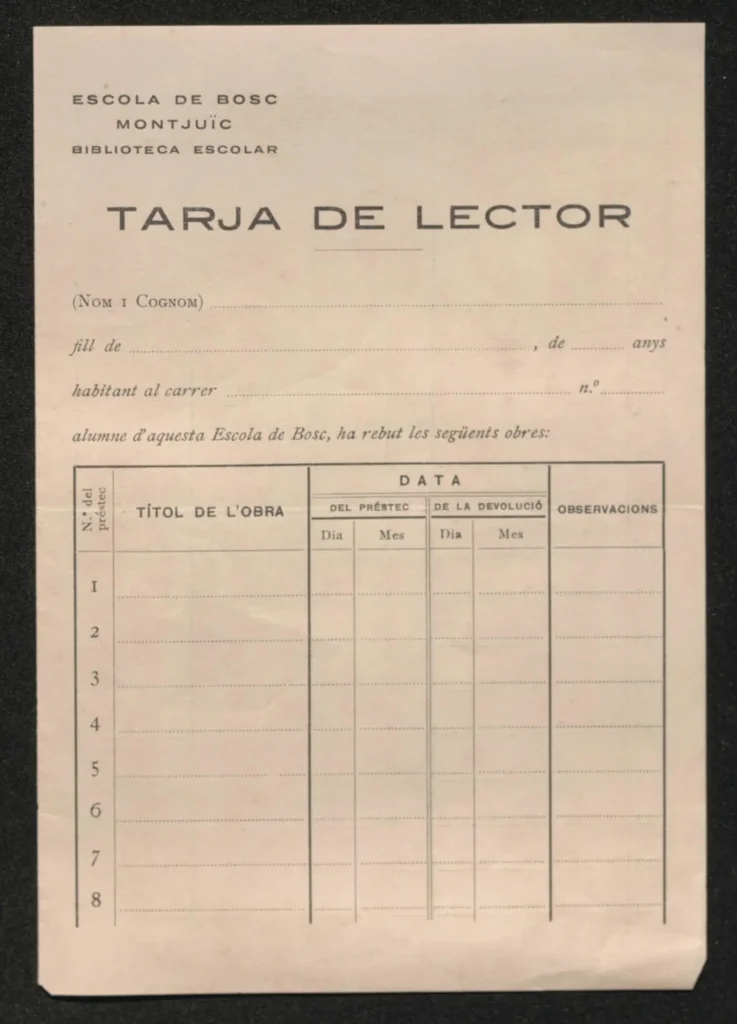 ESCOLA DE BOSC
MONTJUÏC
BIBLIOTECA ESCOLAR
TARJA DE LECTOR
(Nom i Cognom)
fill de , de anys
habitant al carrer n.º
alumne d'aquesta Escola de Bosc, ha rebut les següents obres:
N.º del préstec
TÍTOL DE L'OBRA
DATA
DEL PRÉSTEC
DE LA DEVOLUCIÓ
OBSERVACIONS
Dia Mes Dia Mes
1
2
3
4
5
6
7
8